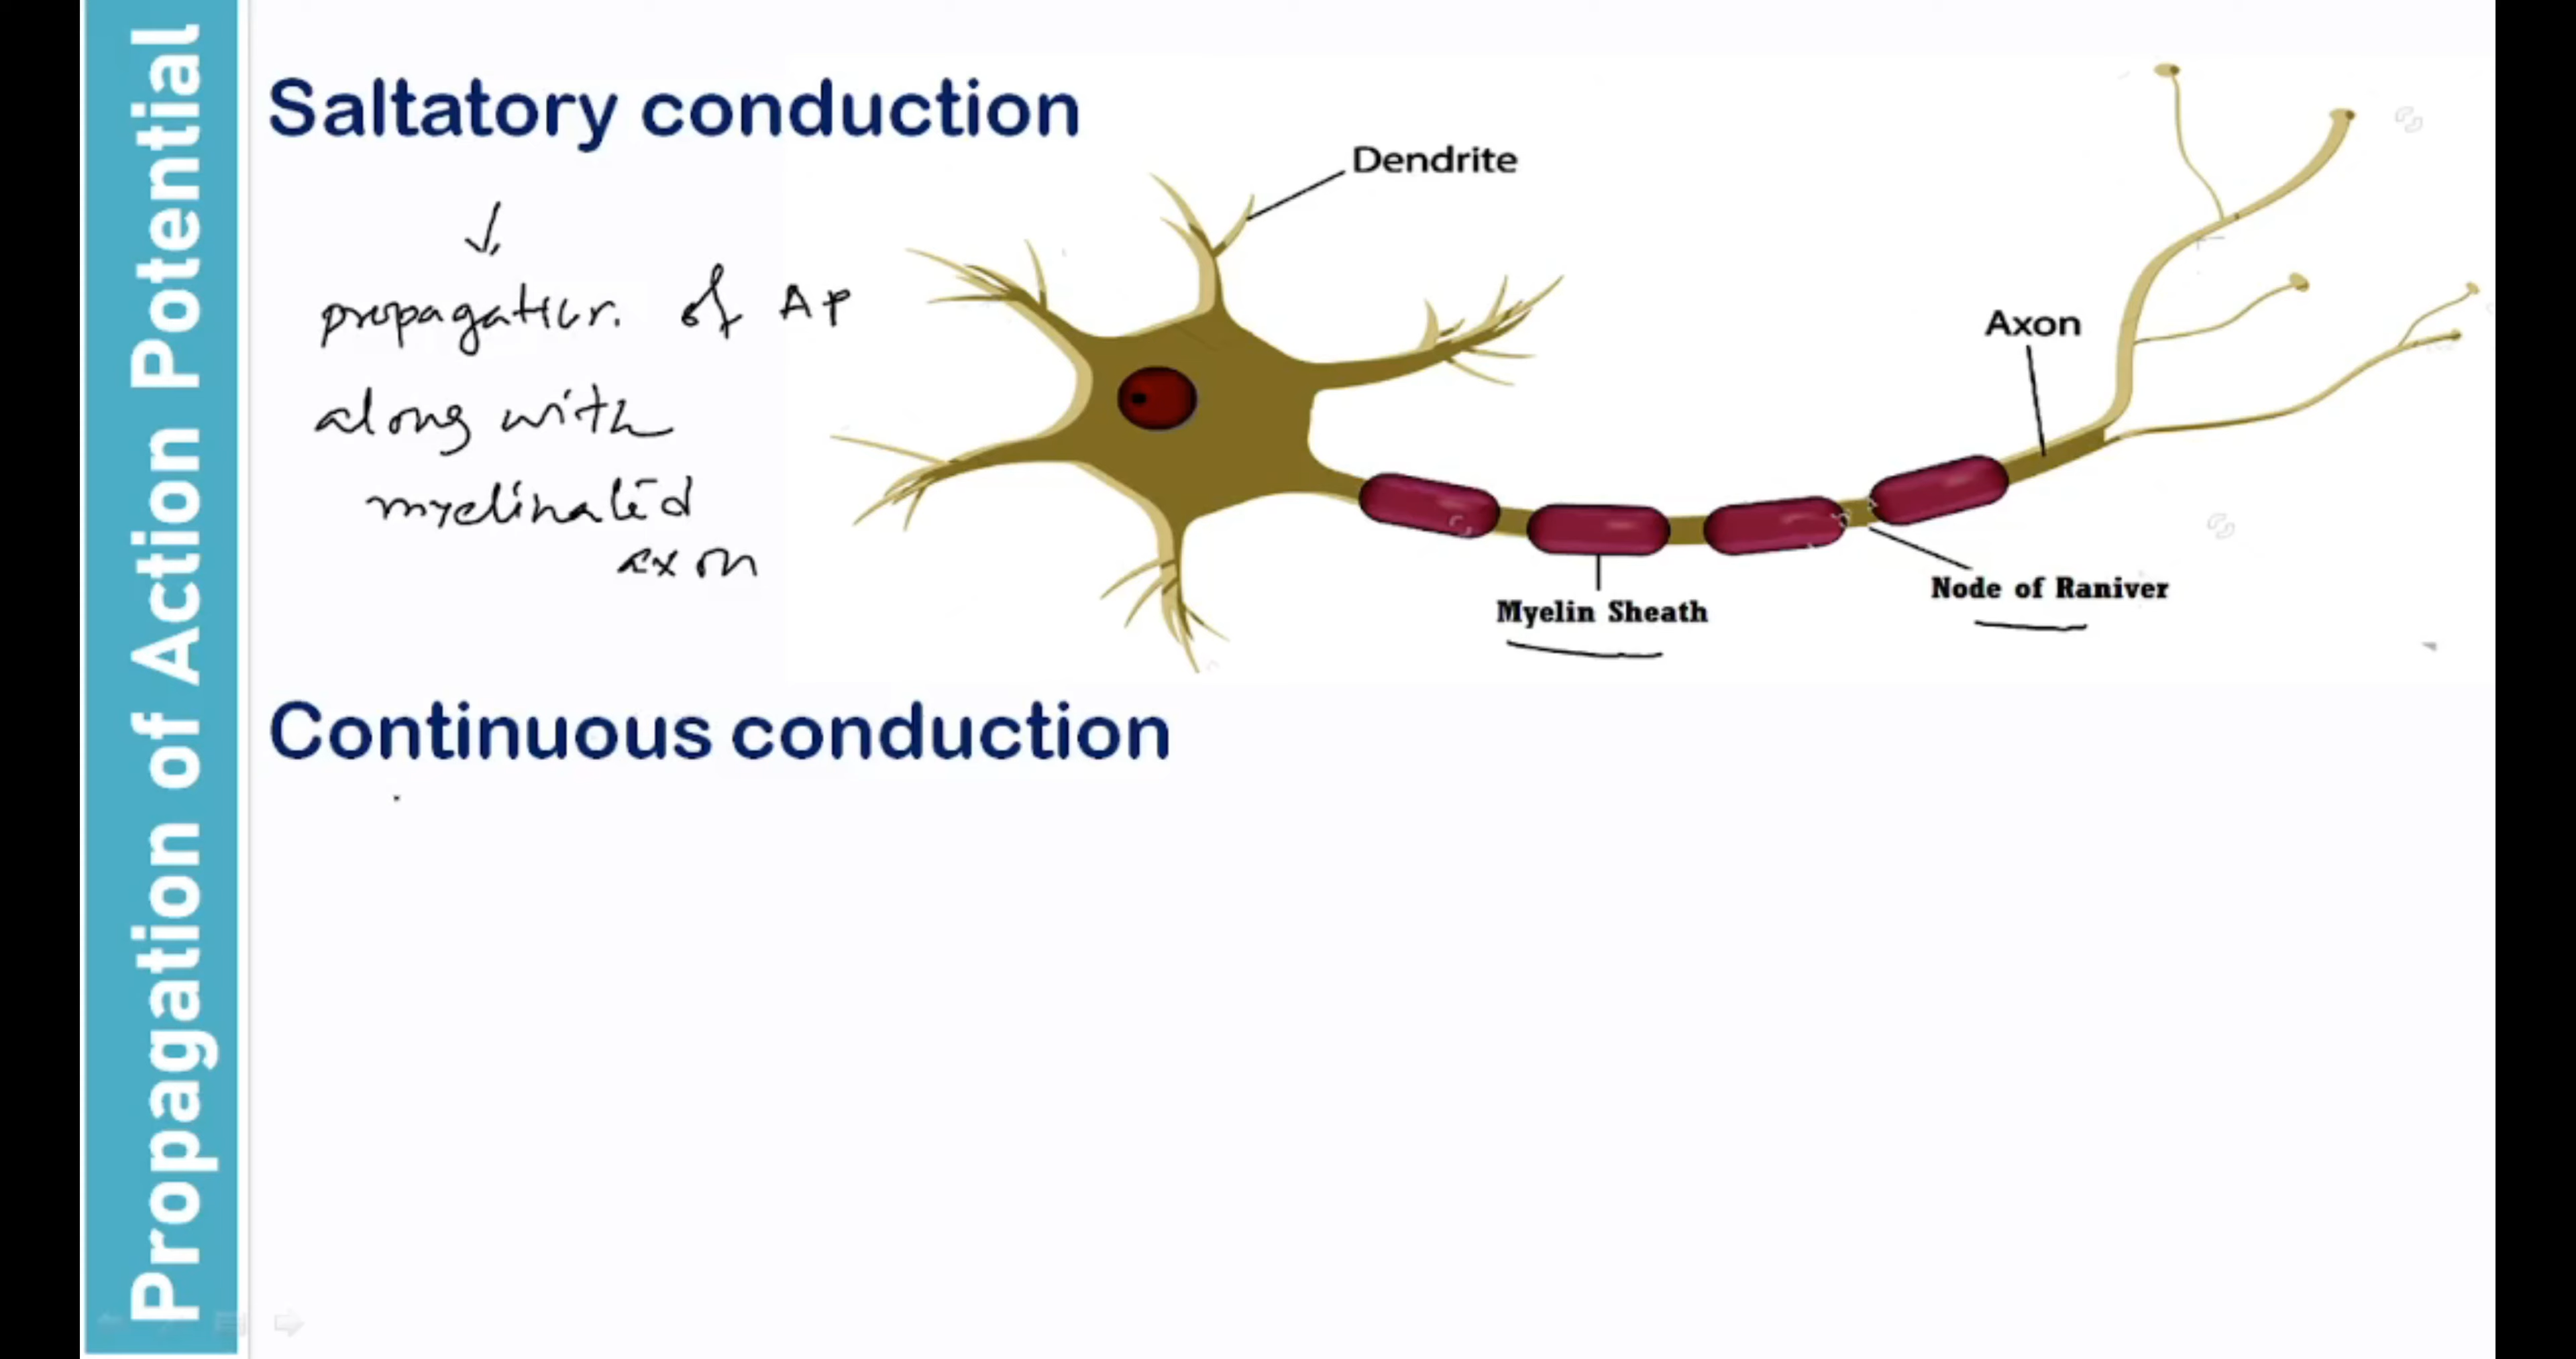 Propagation of Action Potential
Saltatory conduction
propagation of AP
along with
myelinated
axon
Dendrite
Axon
Myelin Sheath
Node of Raniver
Continuous conduction